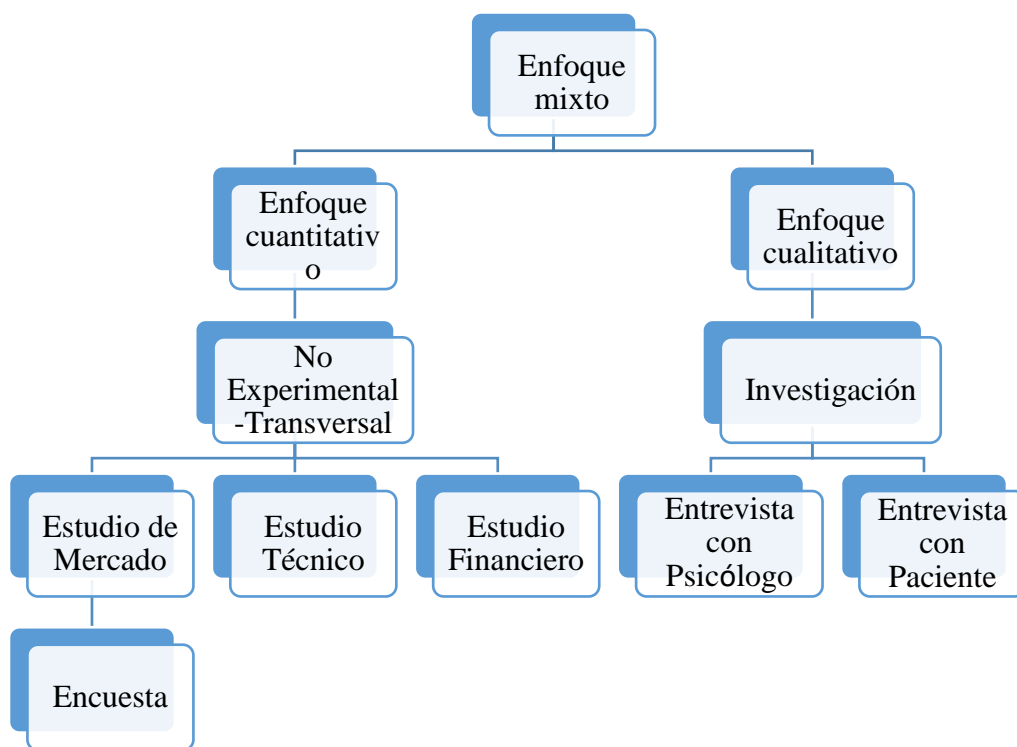 Enfoque
mixto
Enfoque
cuantitativ
o
Enfoque
cualitativo
No
Experimental
-Transversal
Investigación
Estudio de
Mercado
Estudio
Técnico
Estudio
Financiero
Entrevista
con
Psicólogo
Entrevista
con
Paciente
Encuesta